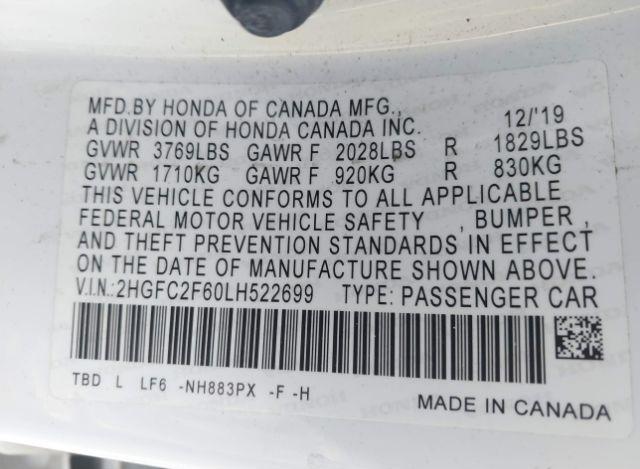 MFD.BY HONDA OF CANADA MFG., 12/'19
A DIVISION OF HONDA CANADA INC.
GVWR 3769LBS GAWR F 2028LBS R 1829LBS
GVWR 1710KG GAWR F 920KG R 830KG
THIS VEHICLE CONFORMS TO ALL APPLICABLE
FEDERAL MOTOR VEHICLE SAFETY , BUMPER ,
AND THEFT PREVENTION STANDARDS IN EFFECT
ON THE DATE OF MANUFACTURE SHOWN ABOVE.
V.I.N.:2HGFC2F60LH522699 TYPE: PASSENGER CAR
TBD L LF6 -NH883PX -F -H
MADE IN CANADA